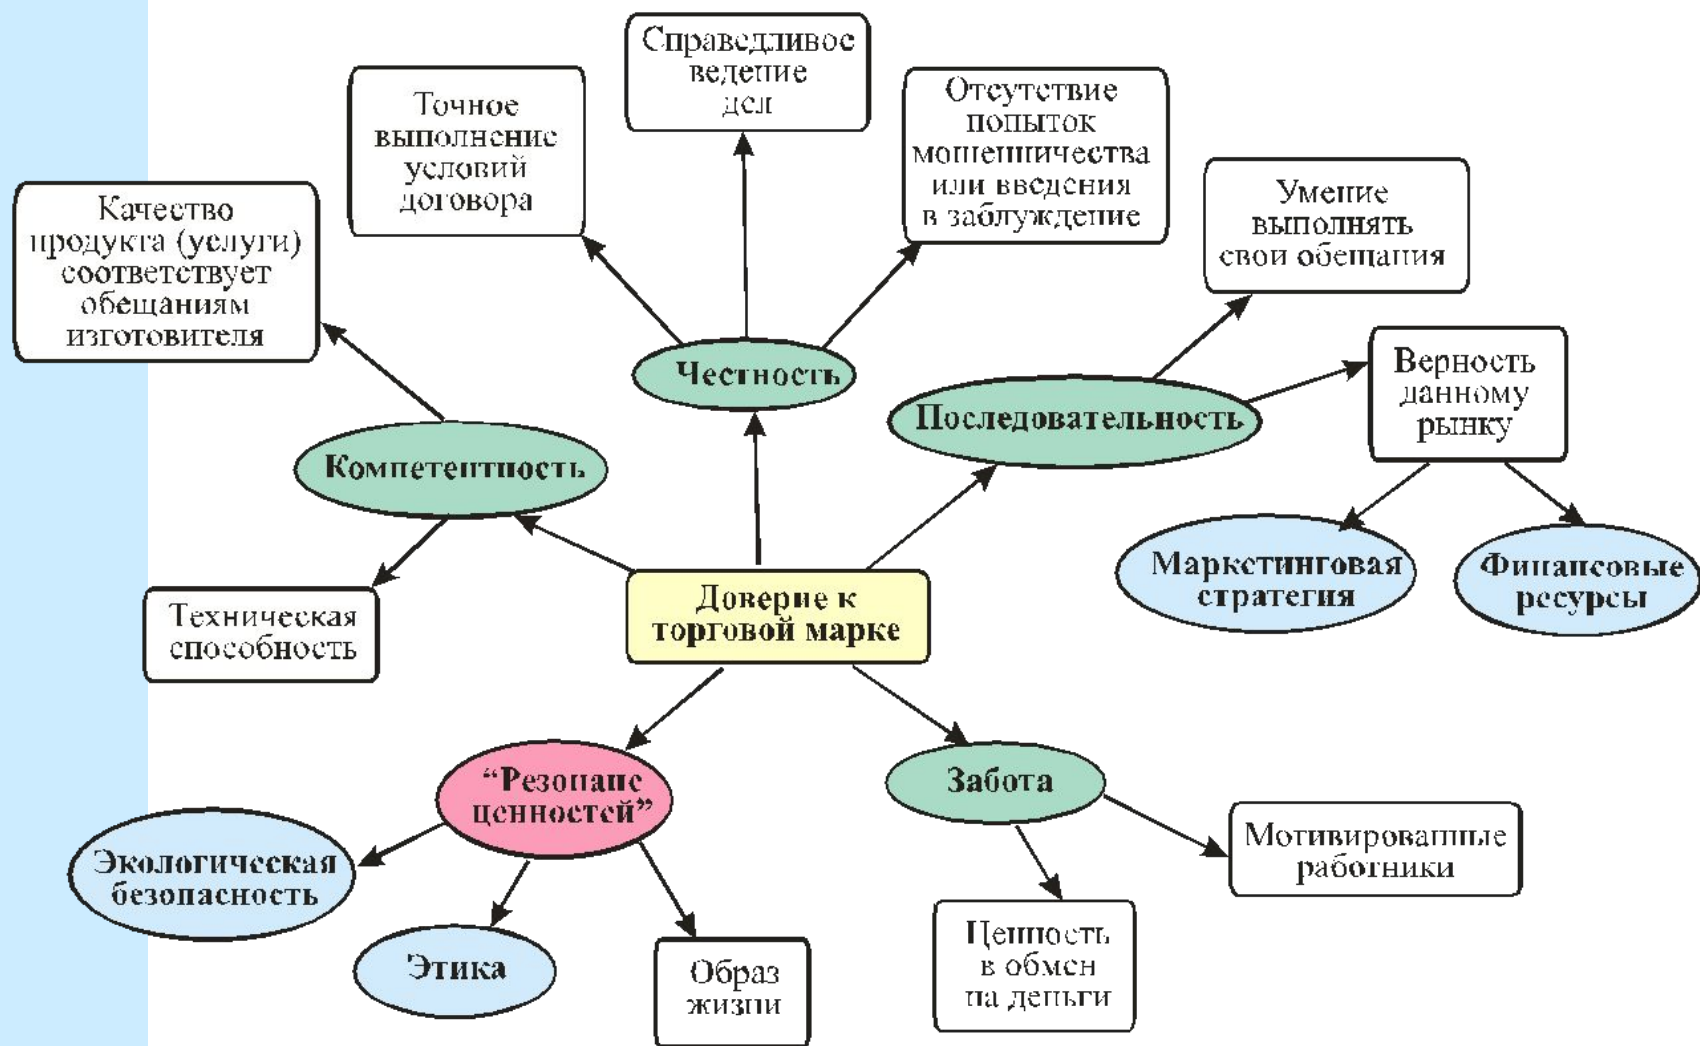 Справедливое
ведение
дел
Точное
выполнение
условий
договора
Отсутствие
попыток
мошенничества
или введения
в заблуждение
Умение
выполнять
свои обещания
Качество
продукта (услуги)
соответствует
обещаниям
изготовителя
Честность
Последовательность
Верность
данному
рынку
Компетентность
Маркетинговая
стратегия
Финансовые
ресурсы
Техническая
способность
Доверие к
торговой марке
“Резонанс
ценностей”
Забота
Экологическая
безопасность
Мотивированные
работники
Этика
Образ
жизни
Ценность
в обмен
на деньги